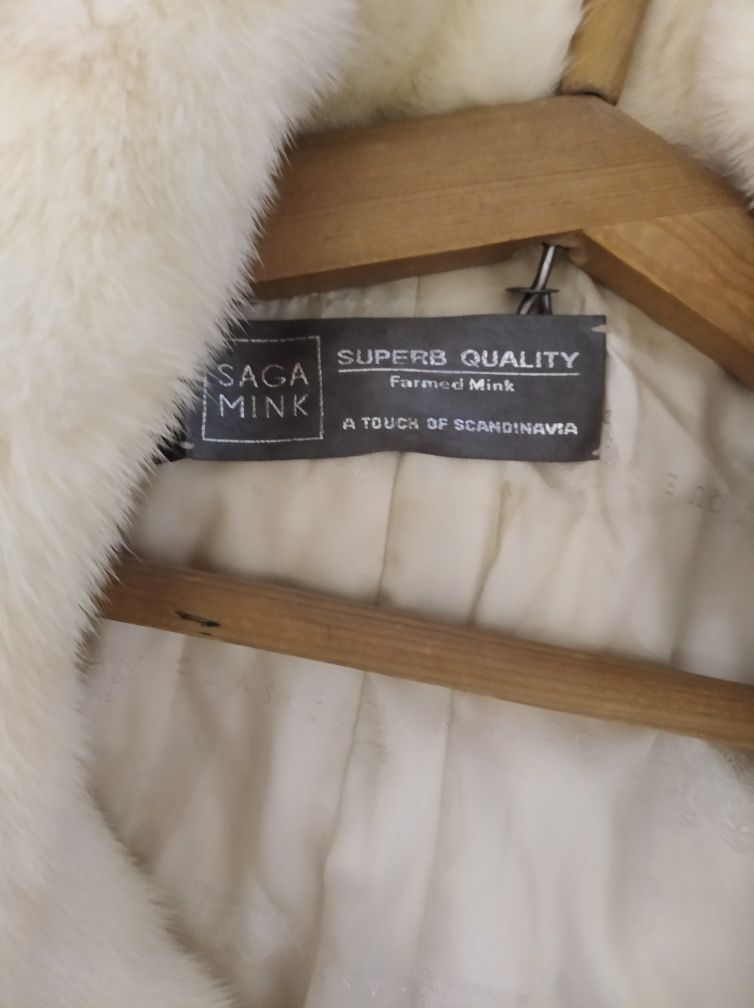 SAGA
MINK
SUPERB QUALITY
Farmed Mink
A TOUCH OF SCANDINAVIA